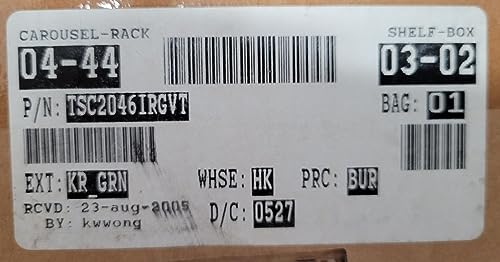 CAROUSEL-RACK SHELF-BOX
04-44 03-02
P/N: TSC2046IRGVT BAG: 01
EXT: KR_GRN WHSE: HK PRC: BUR
RCVD: 23-aug-2005 D/C: 0527
BY: kwwong